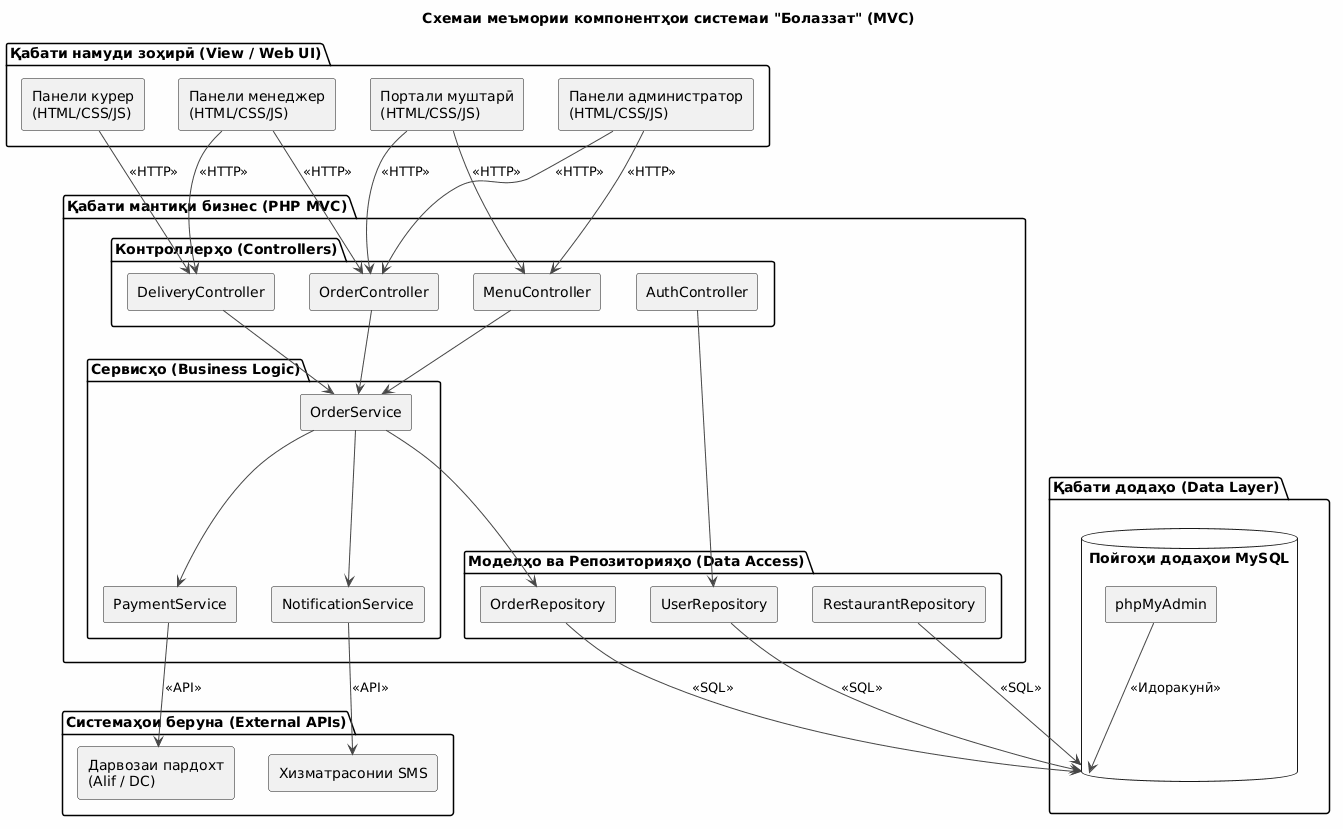 Схемаи меъмории компонентҳои системаи "Болаззат" (MVC)
Қабати намуди зоҳирӣ (View / Web UI)
Панели курер
(HTML/CSS/JS)
Панели менеджер
(HTML/CSS/JS)
Портали муштарӣ
(HTML/CSS/JS)
Панели администратор
(HTML/CSS/JS)
«HTTP»
«HTTP»
«HTTP»
«HTTP»
«HTTP»
«HTTP»
«HTTP»
Қабати мантиқи бизнес (PHP MVC)
Контроллерҳо (Controllers)
DeliveryController
OrderController
MenuController
AuthController
Сервисҳо (Business Logic)
OrderService
PaymentService
NotificationService
Моделҳо ва Репозиторияҳо (Data Access)
OrderRepository
UserRepository
RestaurantRepository
Қабати додаҳо (Data Layer)
Пойгоҳи додаҳои MySQL
phpMyAdmin
«API»
«API»
«SQL»
«SQL»
«SQL»
«Идоракунӣ»
Системаҳои беруна (External APIs)
Дарвозаи пардохт
(Alif / DC)
Хизматрасонии SMS